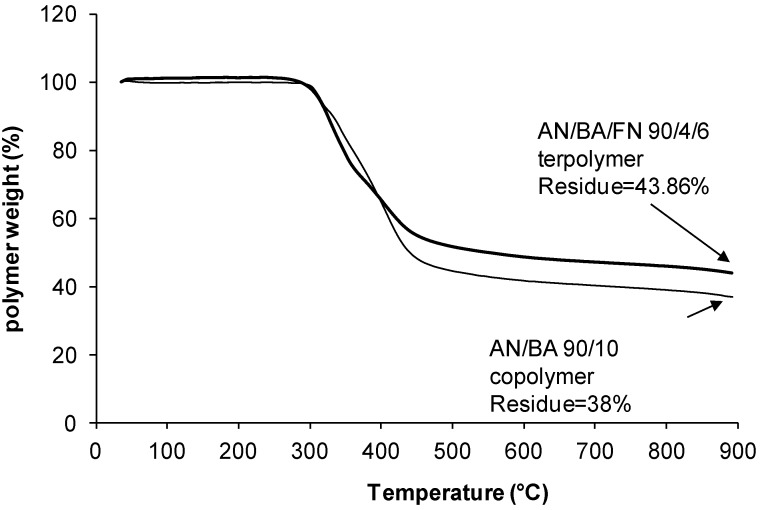 120
100
80
60
40
20
0
polymer weight (%)
AN/BA/FN 90/4/6
terpolymer
Residue=43.86%
AN/BA 90/10
copolymer
Residue=38%
0 100 200 300 400 500 600 700 800 900
Temperature (°C)